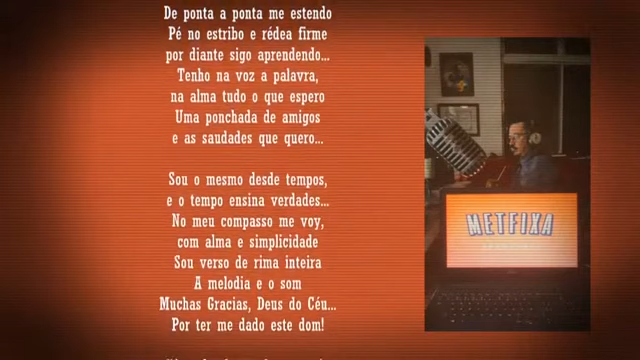 De ponta a ponta me estendo
Pé no estribo e rédea firme
por diante sigo aprendendo...
Tenho na voz a palavra,
na alma tudo o que espero
Uma ponchada de amigos
e as saudades que quero...
Sou o mesmo desde tempos,
e o tempo ensina verdades...
No meu compasso me voy,
com alma e simplicidade
Sou verso de rima inteira
A melodia e o som
Muchas Gracias, Deus do Céu...
Por ter me dado este dom!
METFIXA